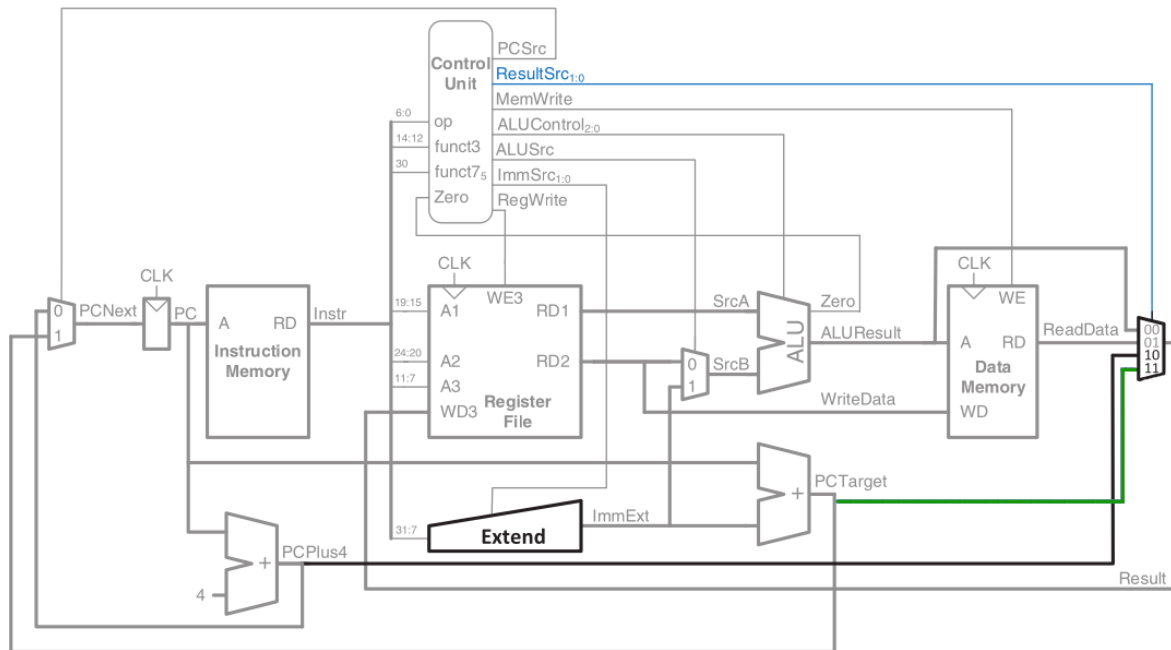 PCSrc
Control
Unit
ResultSrc1:0
MemWrite
6:0
op
ALUControl2:0
14:12
funct3
ALUSrc
30
funct75
ImmSrc1:0
Zero
RegWrite
CLK
CLK
CLK
0
PCNext
PC
1
A
RD
Instr
Instruction
Memory
19:15
A1
WE3
RD1
24:20
A2
RD2
11:7
A3
WD3
Register
File
SrcA
0
1
SrcB
ALU
Zero
ALUResult
WriteData
WE
A
RD
Data
Memory
WD
ReadData
00
01
10
11
31:7
Extend
ImmExt
+
PCTarget
+
PCPlus4
4
Result